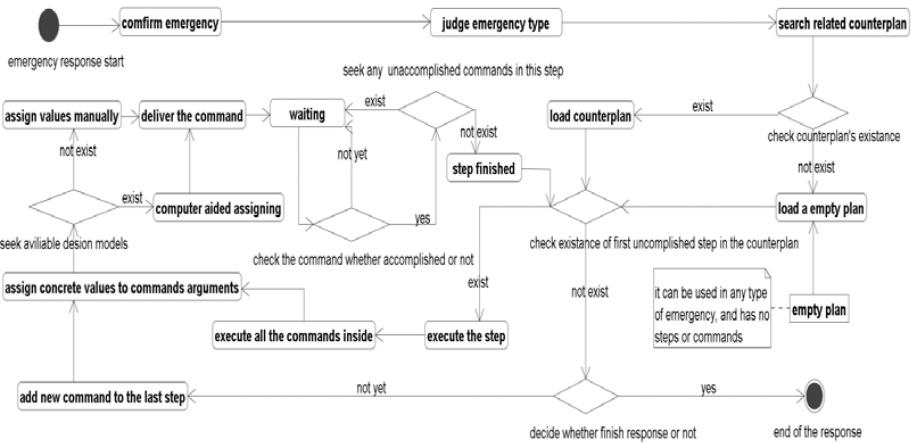 comfirm emergency
judge emergency type
search related counterplan
emergency response start
seek any unaccomplished commands in this step
assign values manually
deliver the command
waiting
exist
load counterplan
exist
check counterplan's existance
not exist
not yet
not exist
step finished
not exist
exist
computer aided assigning
yes
load a empty plan
seek aviliable desion models
check the command whether accomplished or not
check existance of first uncomplished step in the counterplan
assign concrete values to commands arguments
exist
not exist
it can be used in any type
of emergency, and has no
steps or commands
empty plan
execute all the commands inside
execute the step
add new command to the last step
not yet
yes
decide whether finish response or not
end of the response